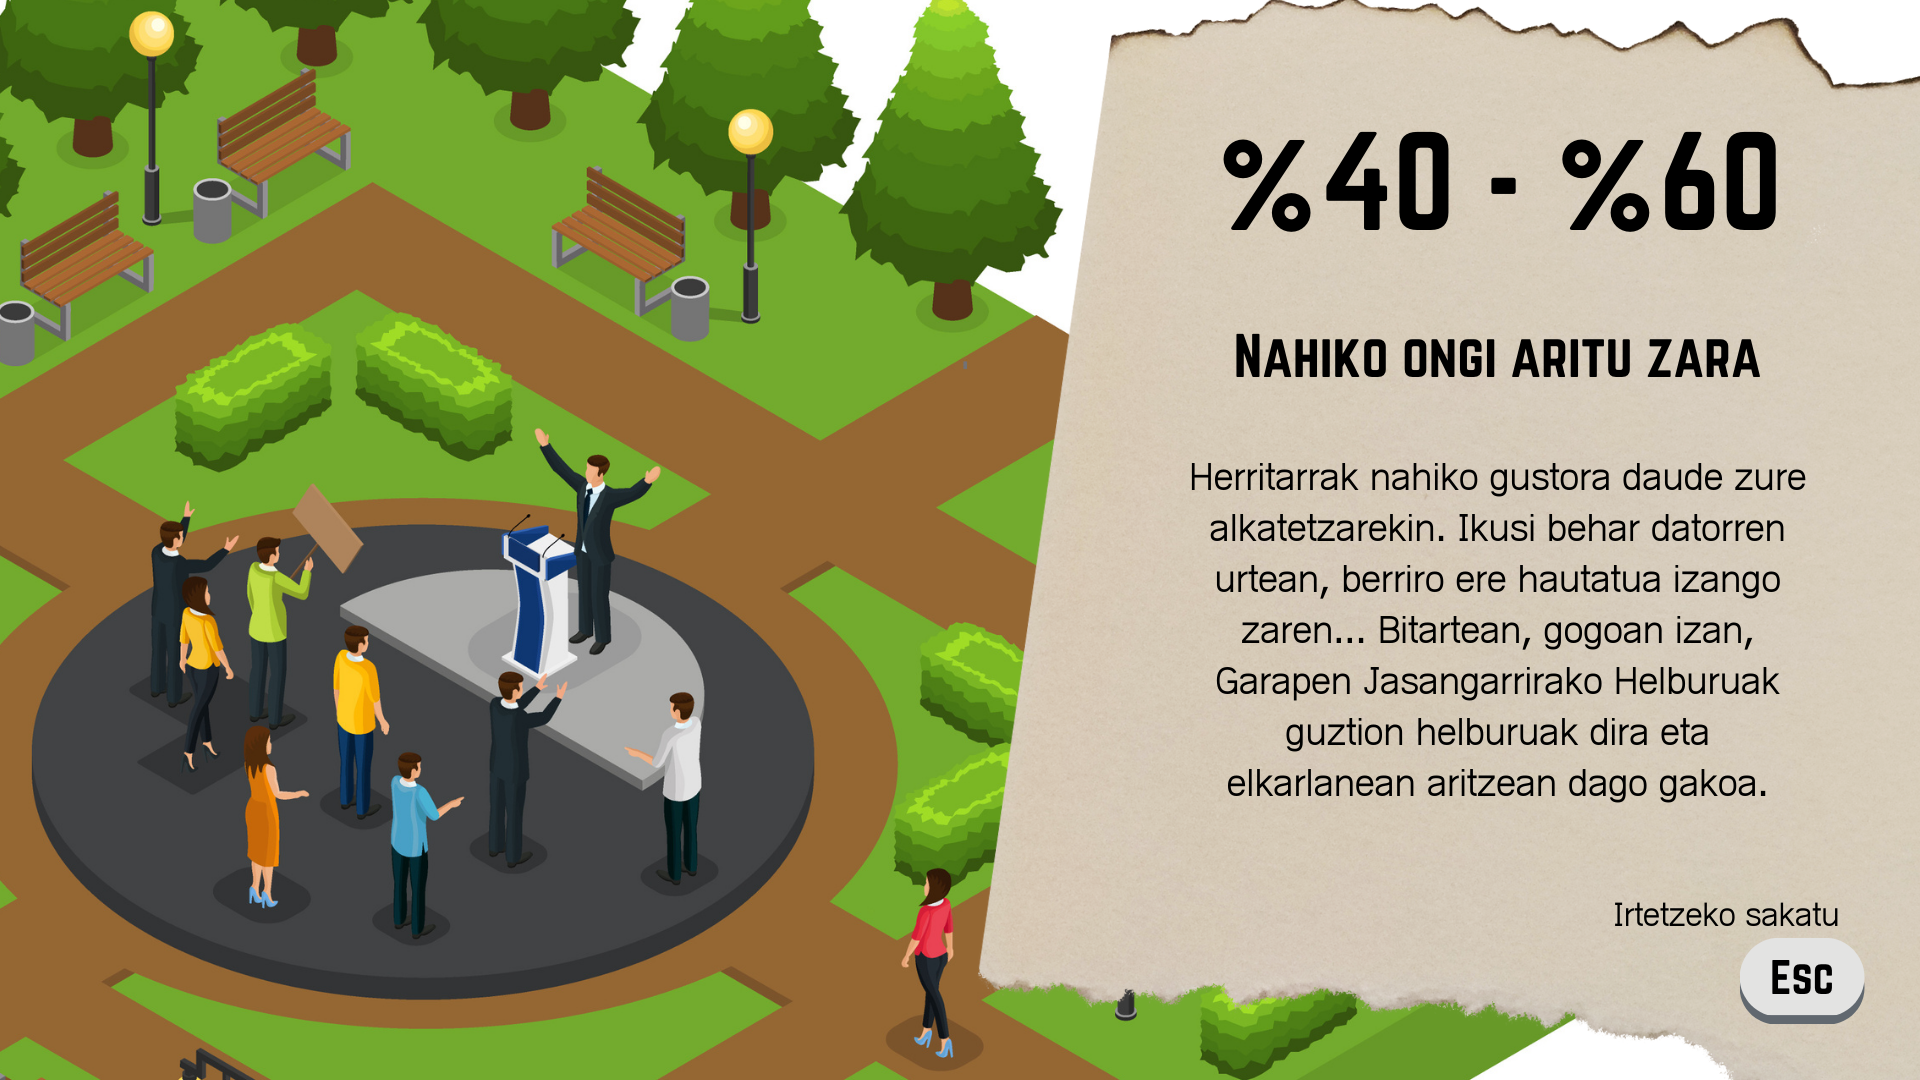 %40 - %60
Nahiko ongi aritu zara
Herritarrak nahiko gustora daude zure
alkatetzarekin. Ikusi behar datorren
urtean, berriro ere hautatua izango
zaren... Bitartean, gogoan izan,
Garapen Jasangarrirako Helburuak
guztion helburuak dira eta
elkarlanean aritzean dago gakoa.
Irtetzeko sakatu
Esc